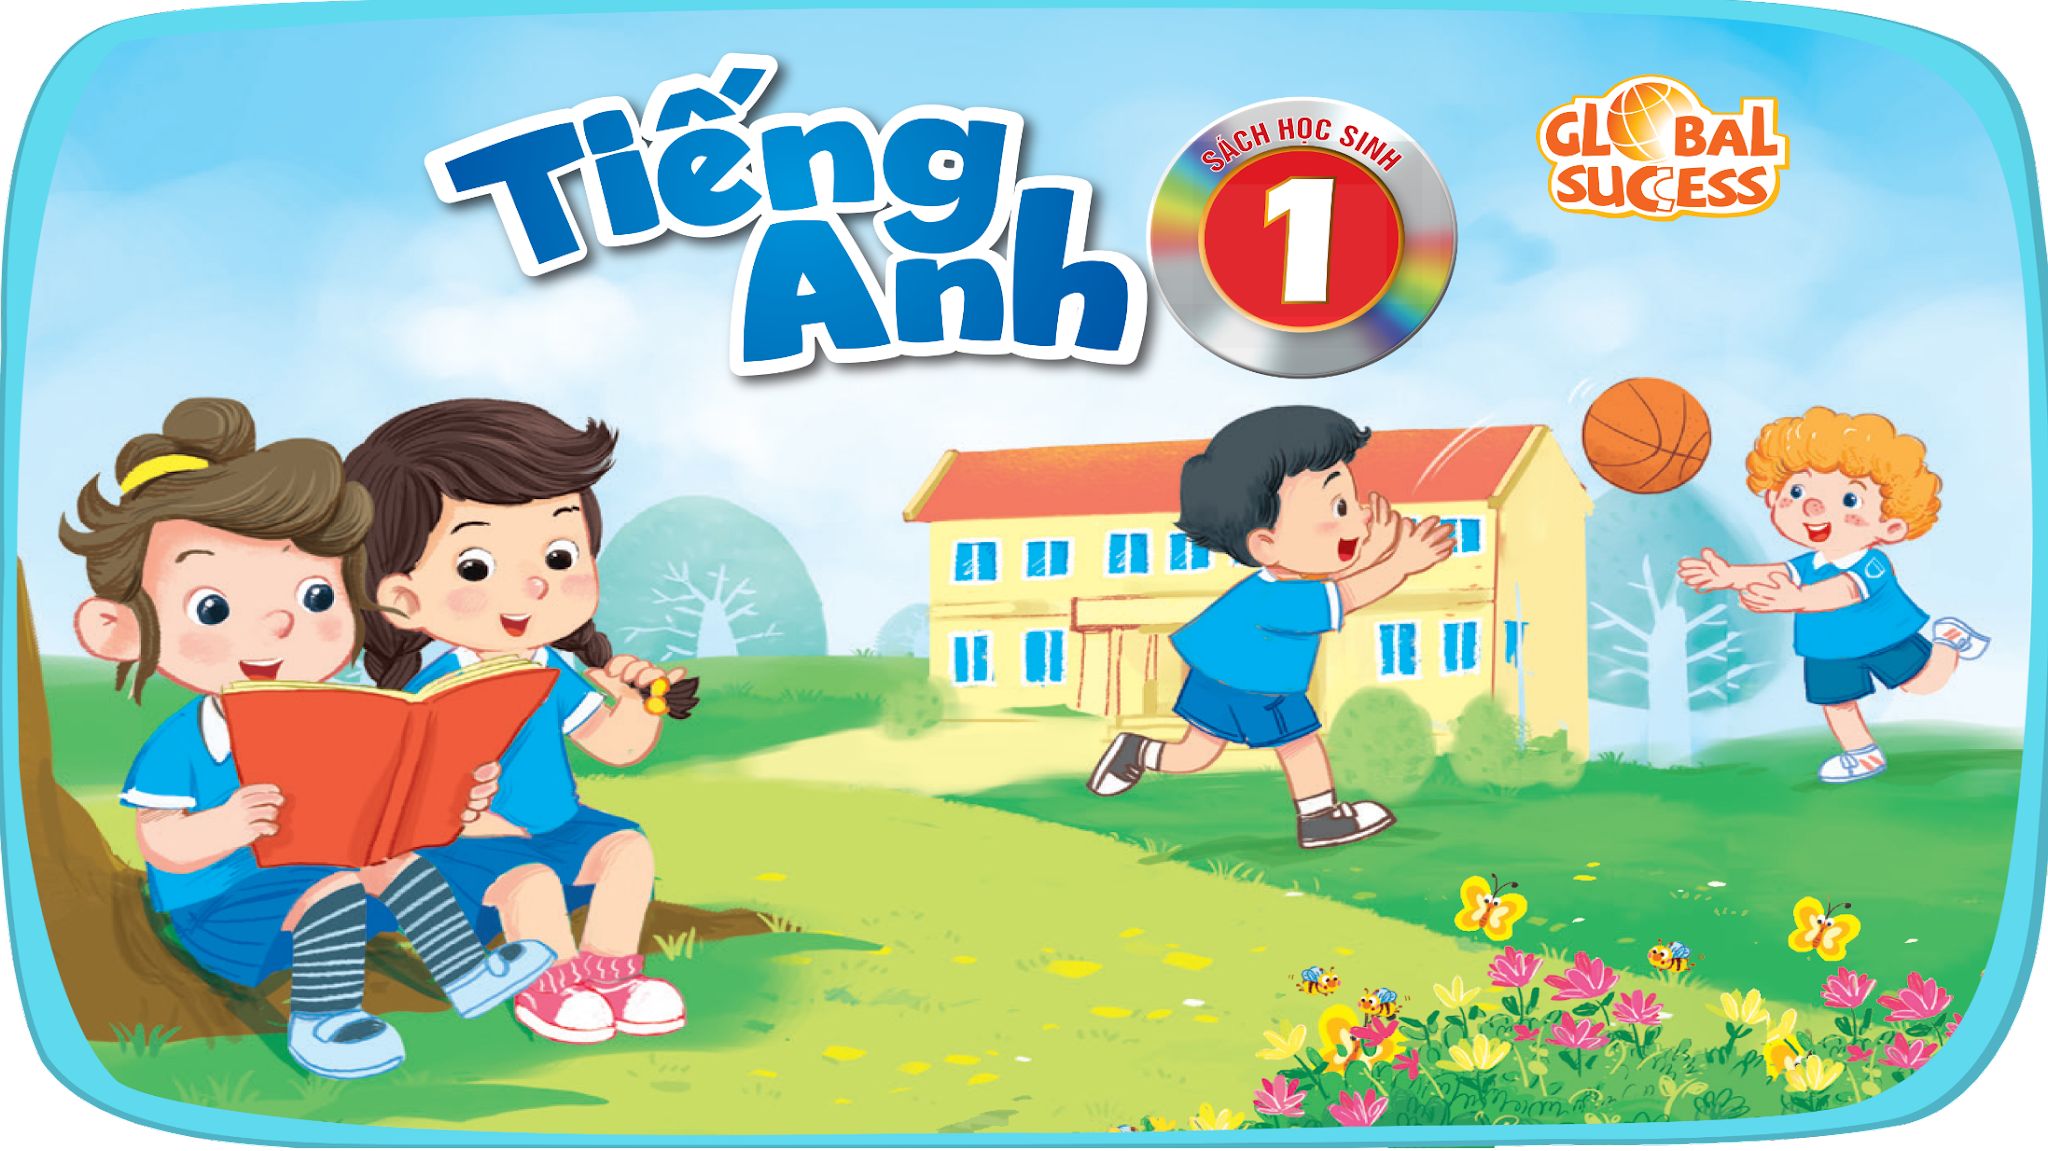 Tiếng
Anh
SÁCH HỌC SINH
1
GLOBAL
SUCCESS